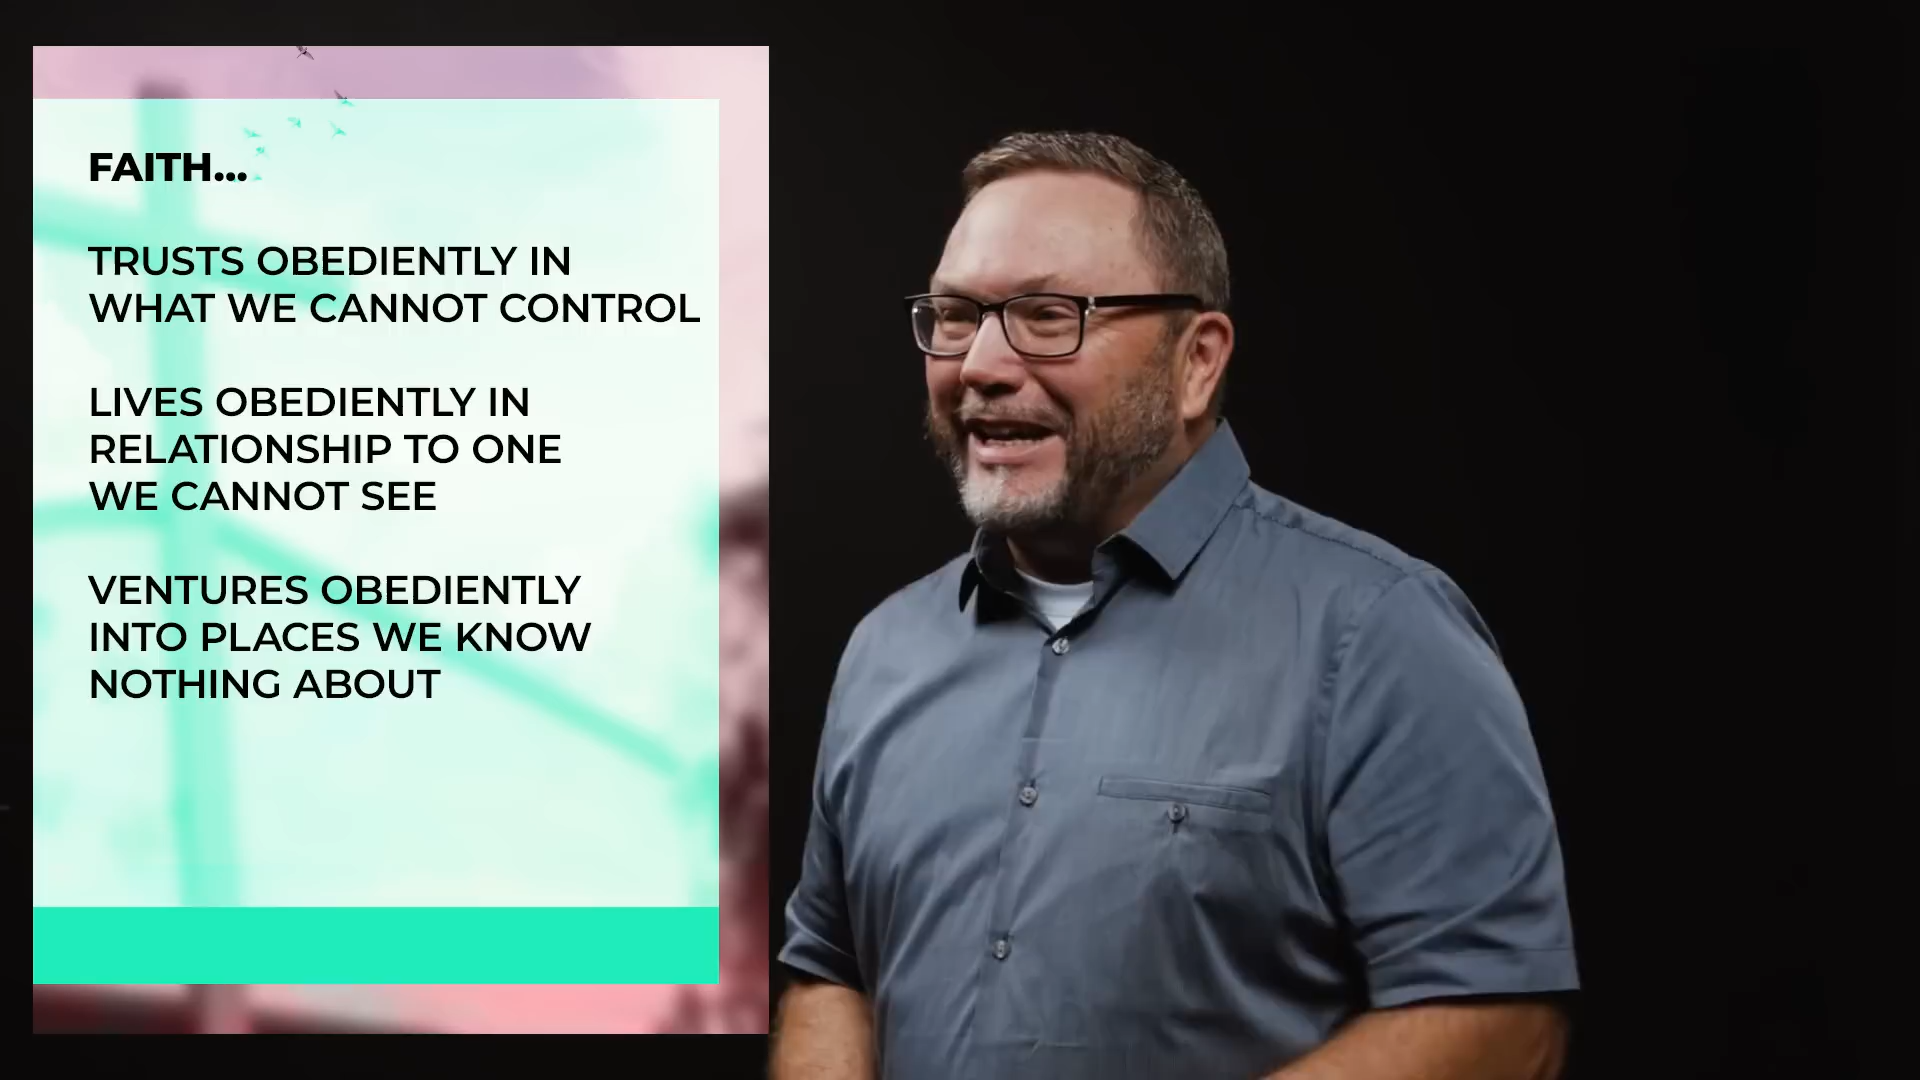 FAITH...
TRUSTS OBEDIENTLY IN
WHAT WE CANNOT CONTROL
LIVES OBEDIENTLY IN
RELATIONSHIP TO ONE
WE CANNOT SEE
VENTURES OBEDIENTLY
INTO PLACES WE KNOW
NOTHING ABOUT